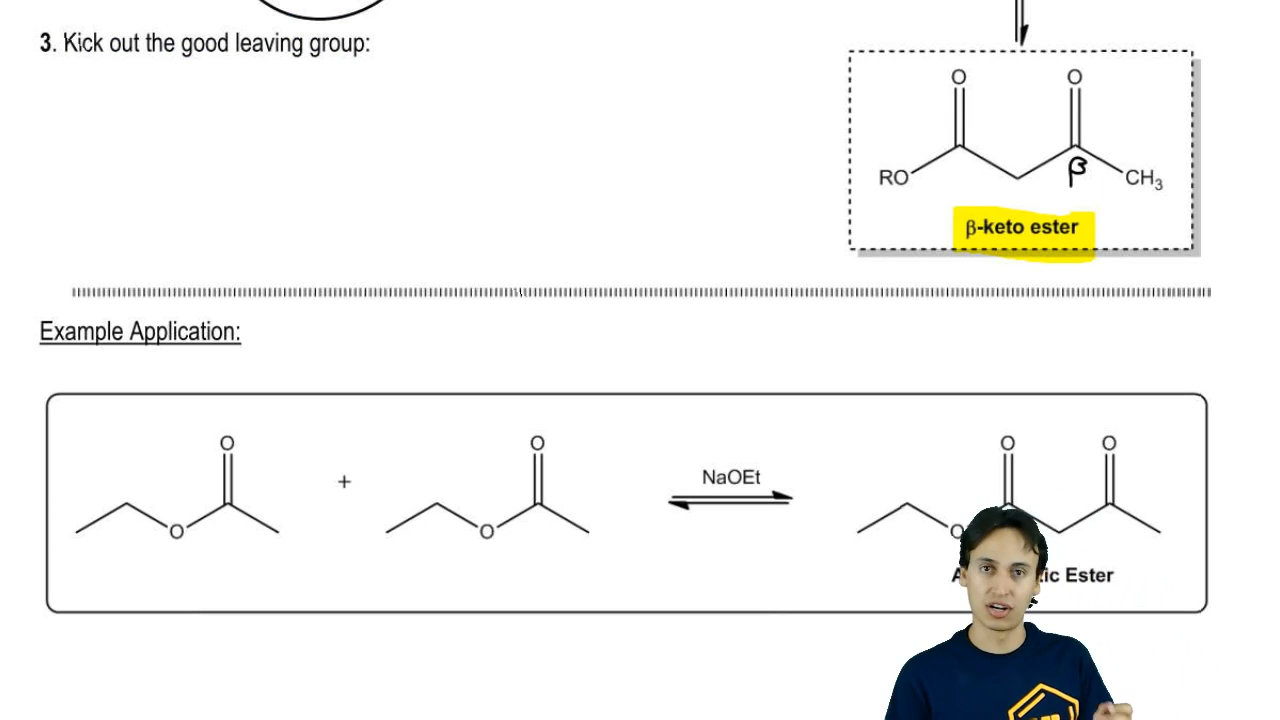 3. Kick out the good leaving group:
O O
RO β CH3
β-keto ester
Example Application:
O O NaOEt O O
+
O O O
ic Ester